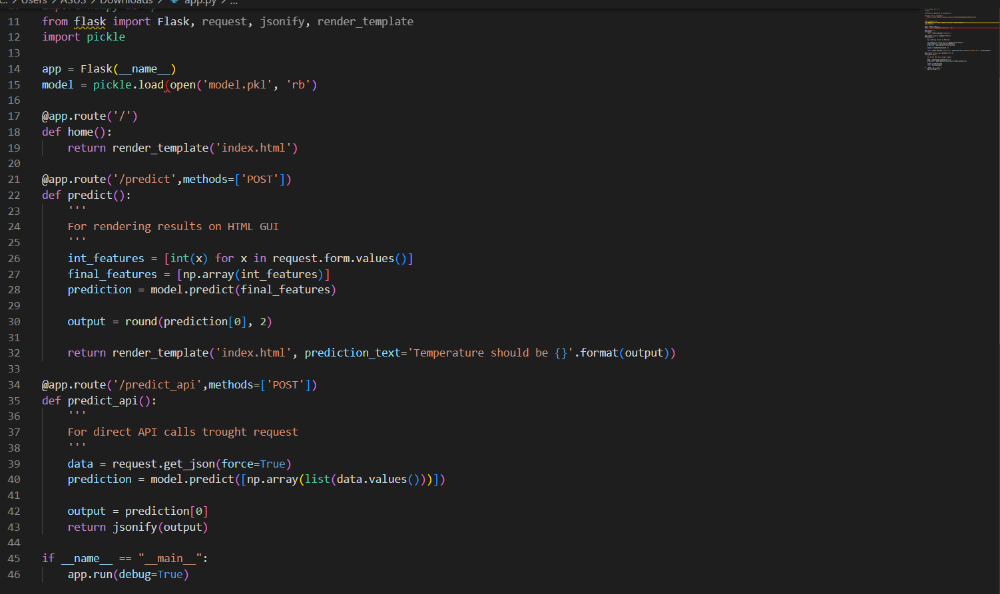 C: > Users > ASUS > Downloads > app.py > ...
10 import numpy as np
11 from flask import Flask, request, jsonify, render_template
12 import pickle
13
14 app = Flask(__name__)
15 model = pickle.load(open('model.pkl', 'rb')
16
17 @app.route('/')
18 def home():
19     return render_template('index.html')
20
21 @app.route('/predict',methods=['POST'])
22 def predict():
23     '''
24     For rendering results on HTML GUI
25     '''
26     int_features = [int(x) for x in request.form.values()]
27     final_features = [np.array(int_features)]
28     prediction = model.predict(final_features)
29
30     output = round(prediction[0], 2)
31
32     return render_template('index.html', prediction_text='Temperature should be {}'.format(output))
33
34 @app.route('/predict_api',methods=['POST'])
35 def predict_api():
36     '''
37     For direct API calls trought request
38     '''
39     data = request.get_json(force=True)
40     prediction = model.predict([np.array(list(data.values()))])
41
42     output = prediction[0]
43     return jsonify(output)
44
45 if __name__ == "__main__":
46     app.run(debug=True)